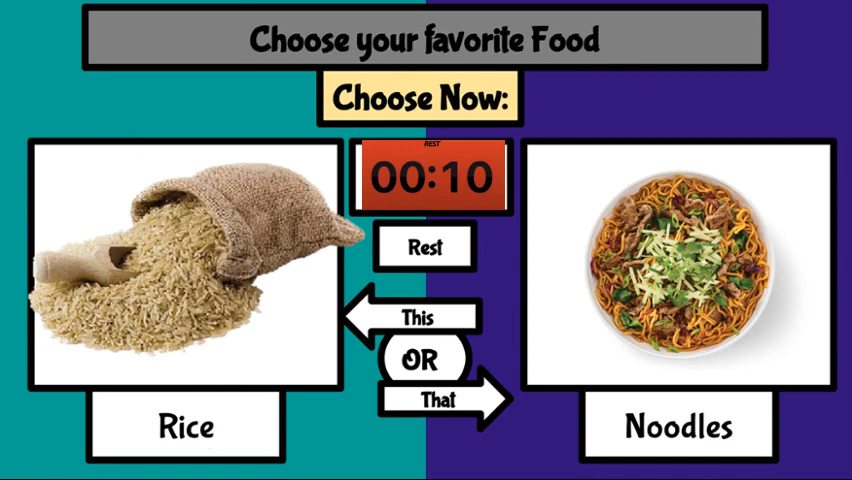 Choose your favorite Food
Choose Now:
REST
00:10
Rest
This
OR
That
Rice
Noodles